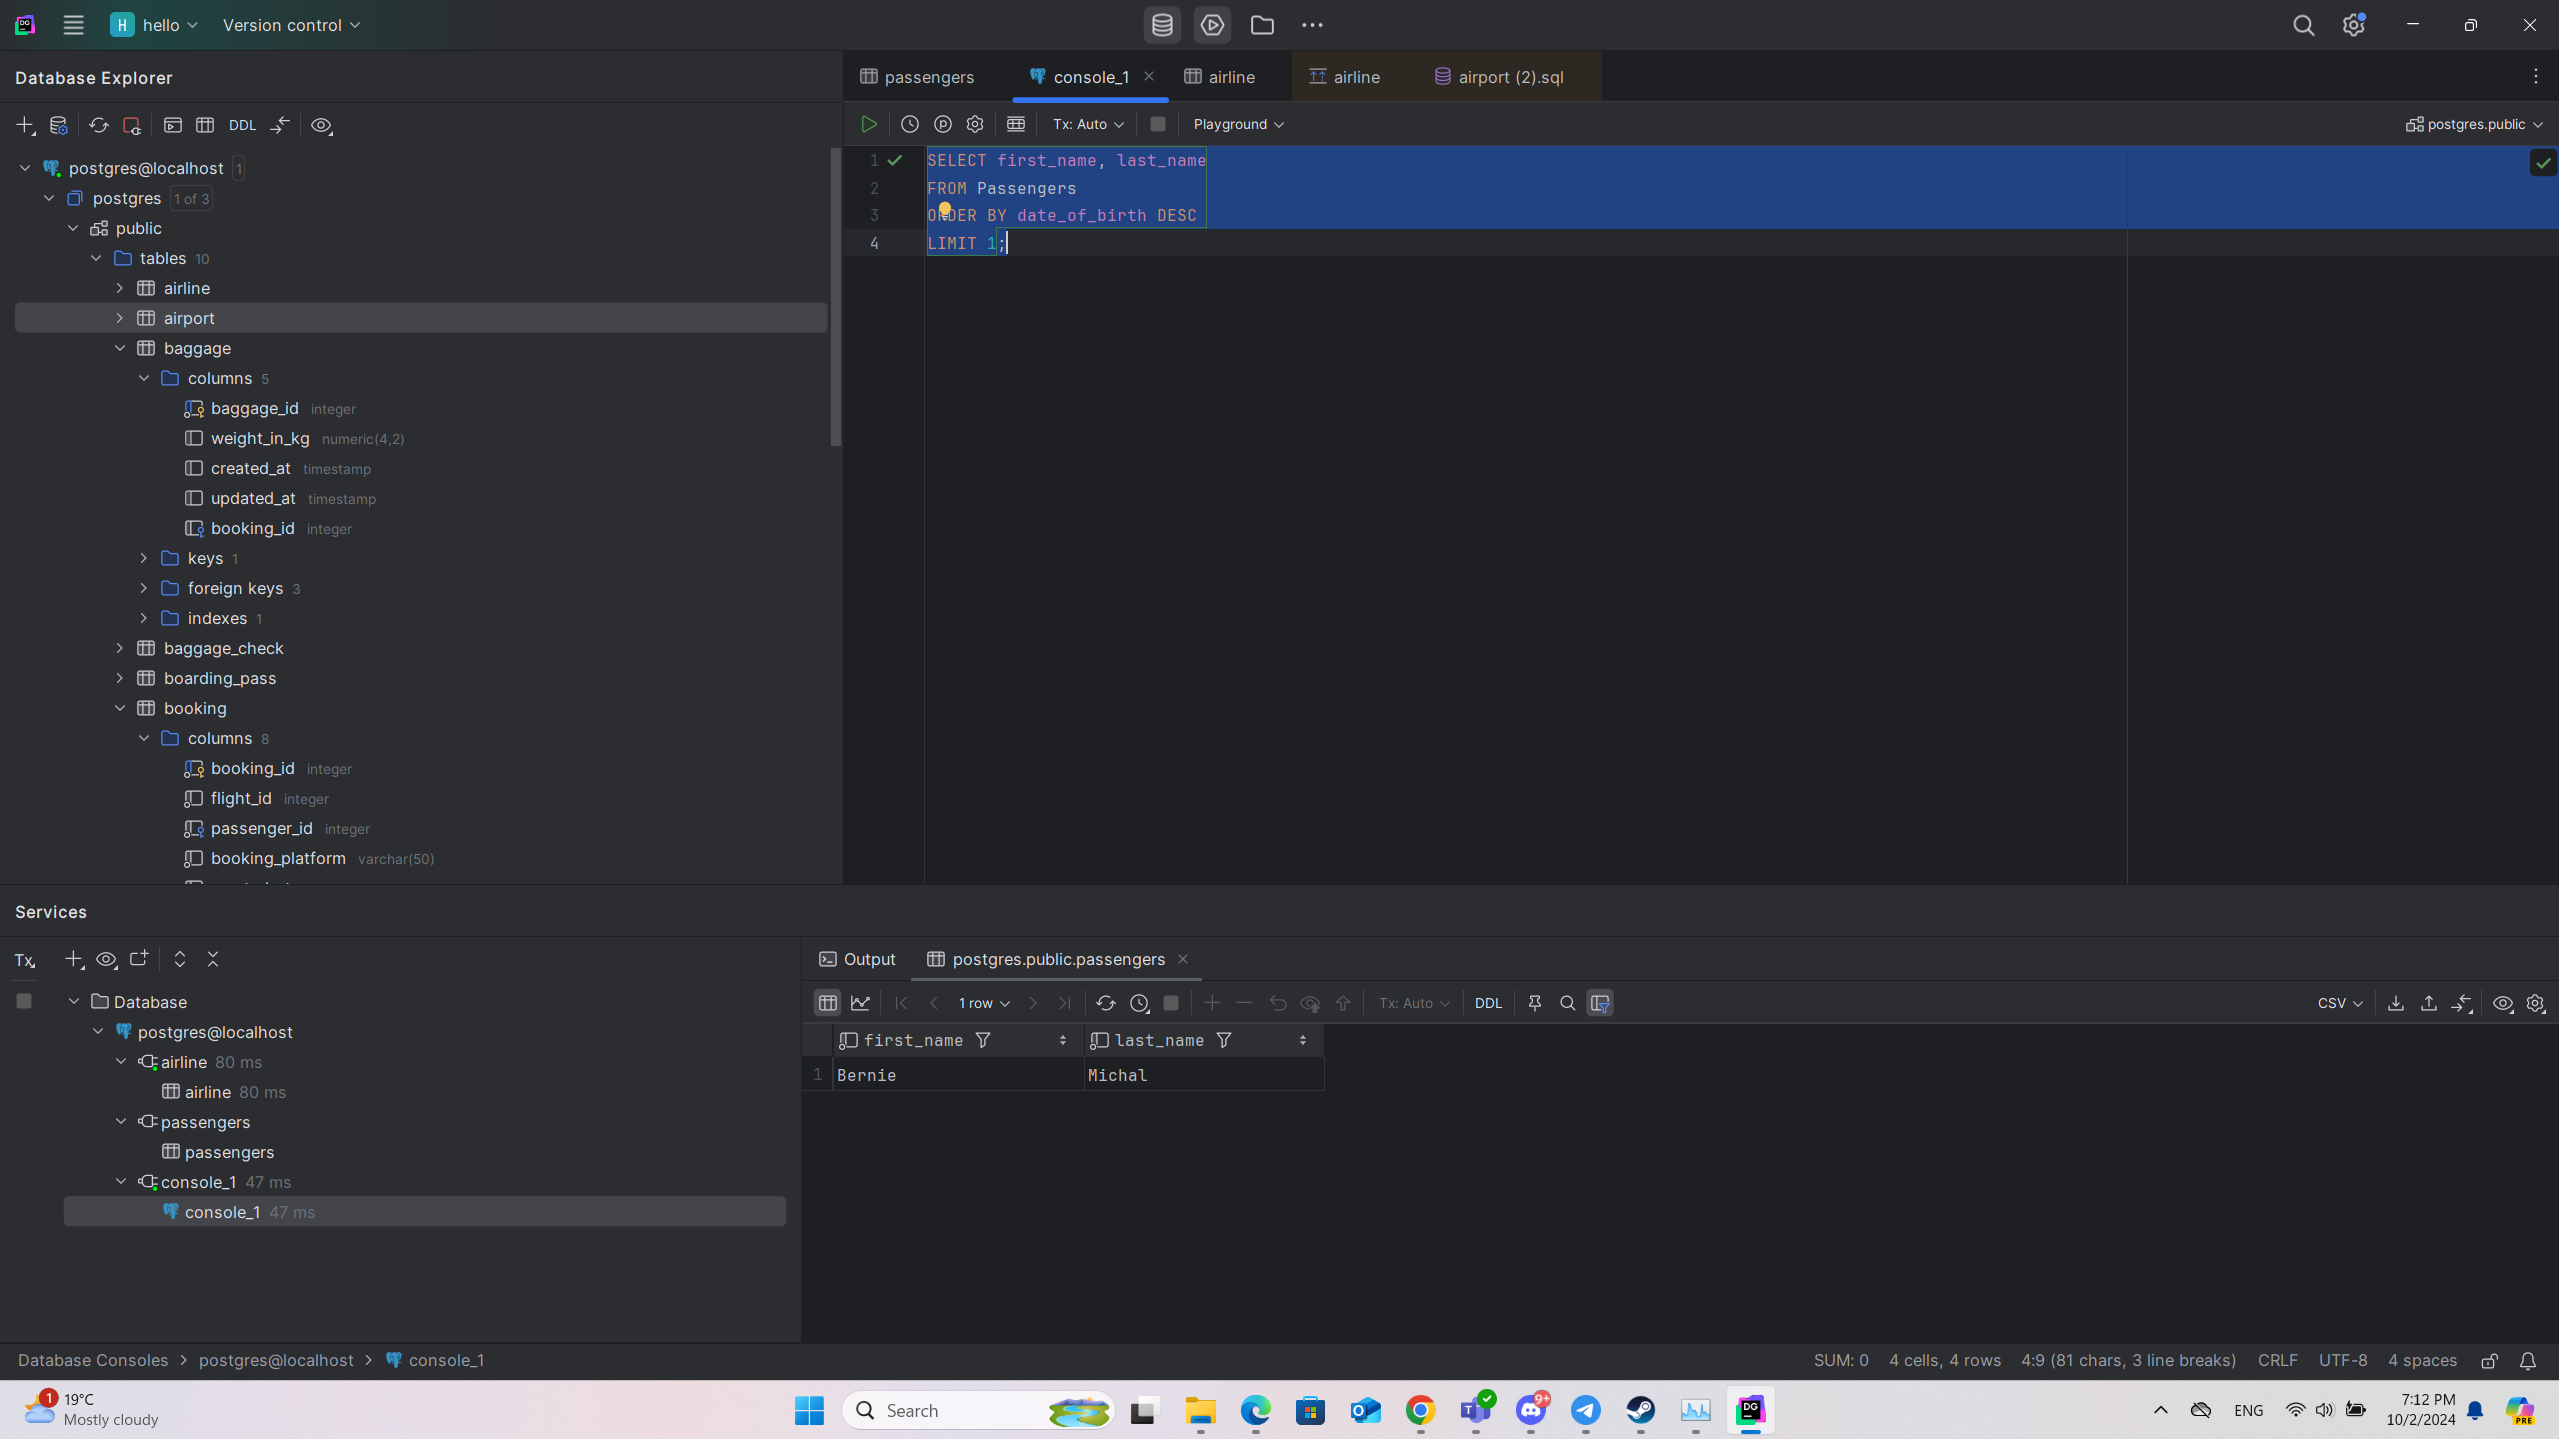 H hello Version control
Database Explorer
passengers console_1 airline airline airport (2).sql
DDL
Tx: Auto Playground postgres.public
postgres@localhost 1
postgres 1 of 3
public
tables 10
airline
airport
baggage
columns 5
baggage_id integer
weight_in_kg numeric(4,2)
created_at timestamp
updated_at timestamp
booking_id integer
keys 1
foreign keys 3
indexes 1
baggage_check
boarding_pass
booking
columns 8
booking_id integer
flight_id integer
passenger_id integer
booking_platform varchar(50)
1 SELECT first_name, last_name
2 FROM Passengers
3 ORDER BY date_of_birth DESC
4 LIMIT 1;
Services
Tx
Database
postgres@localhost
airline 80 ms
airline 80 ms
passengers
passengers
console_1 47 ms
console_1 47 ms
Output postgres.public.passengers
1 row Tx: Auto DDL CSV
first_name last_name
1 Bernie Michal
Database Consoles > postgres@localhost > console_1
SUM: 0 4 cells, 4 rows 4:9 (81 chars, 3 line breaks) CRLF UTF-8 4 spaces
1 19°C
Mostly cloudy
Search
9+
DG
ENG
7:12 PM
10/2/2024
PRE